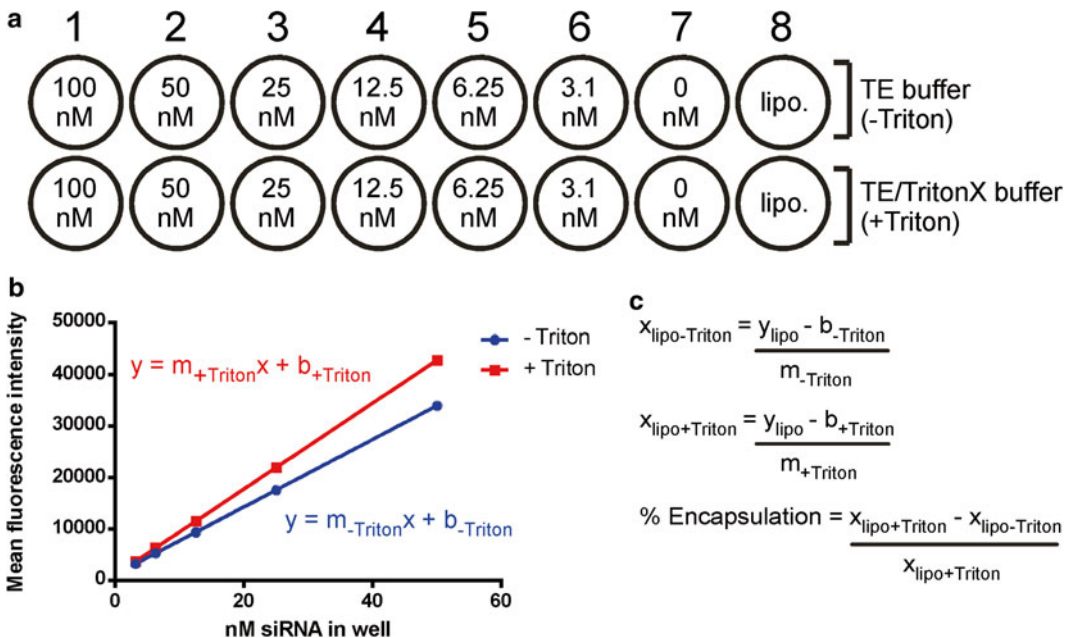 a
1 2 3 4 5 6 7 8
100 nM 50 nM 25 nM 12.5 nM 6.25 nM 3.1 nM 0 nM lipo.
TE buffer
(-Triton)
100 nM 50 nM 25 nM 12.5 nM 6.25 nM 3.1 nM 0 nM lipo.
TE/TritonX buffer
(+Triton)
b
Mean fluorescence intensity
50000
40000
30000
20000
10000
0
0 20 40 60
nM siRNA in well
- Triton
+ Triton
y = m+Tritonx + b+Triton
y = m-Tritonx + b-Triton
c
xlipo-Triton = ylipo - b-Triton
m-Triton
xlipo+Triton = ylipo - b+Triton
m+Triton
% Encapsulation = xlipo+Triton - xlipo-Triton
xlipo+Triton